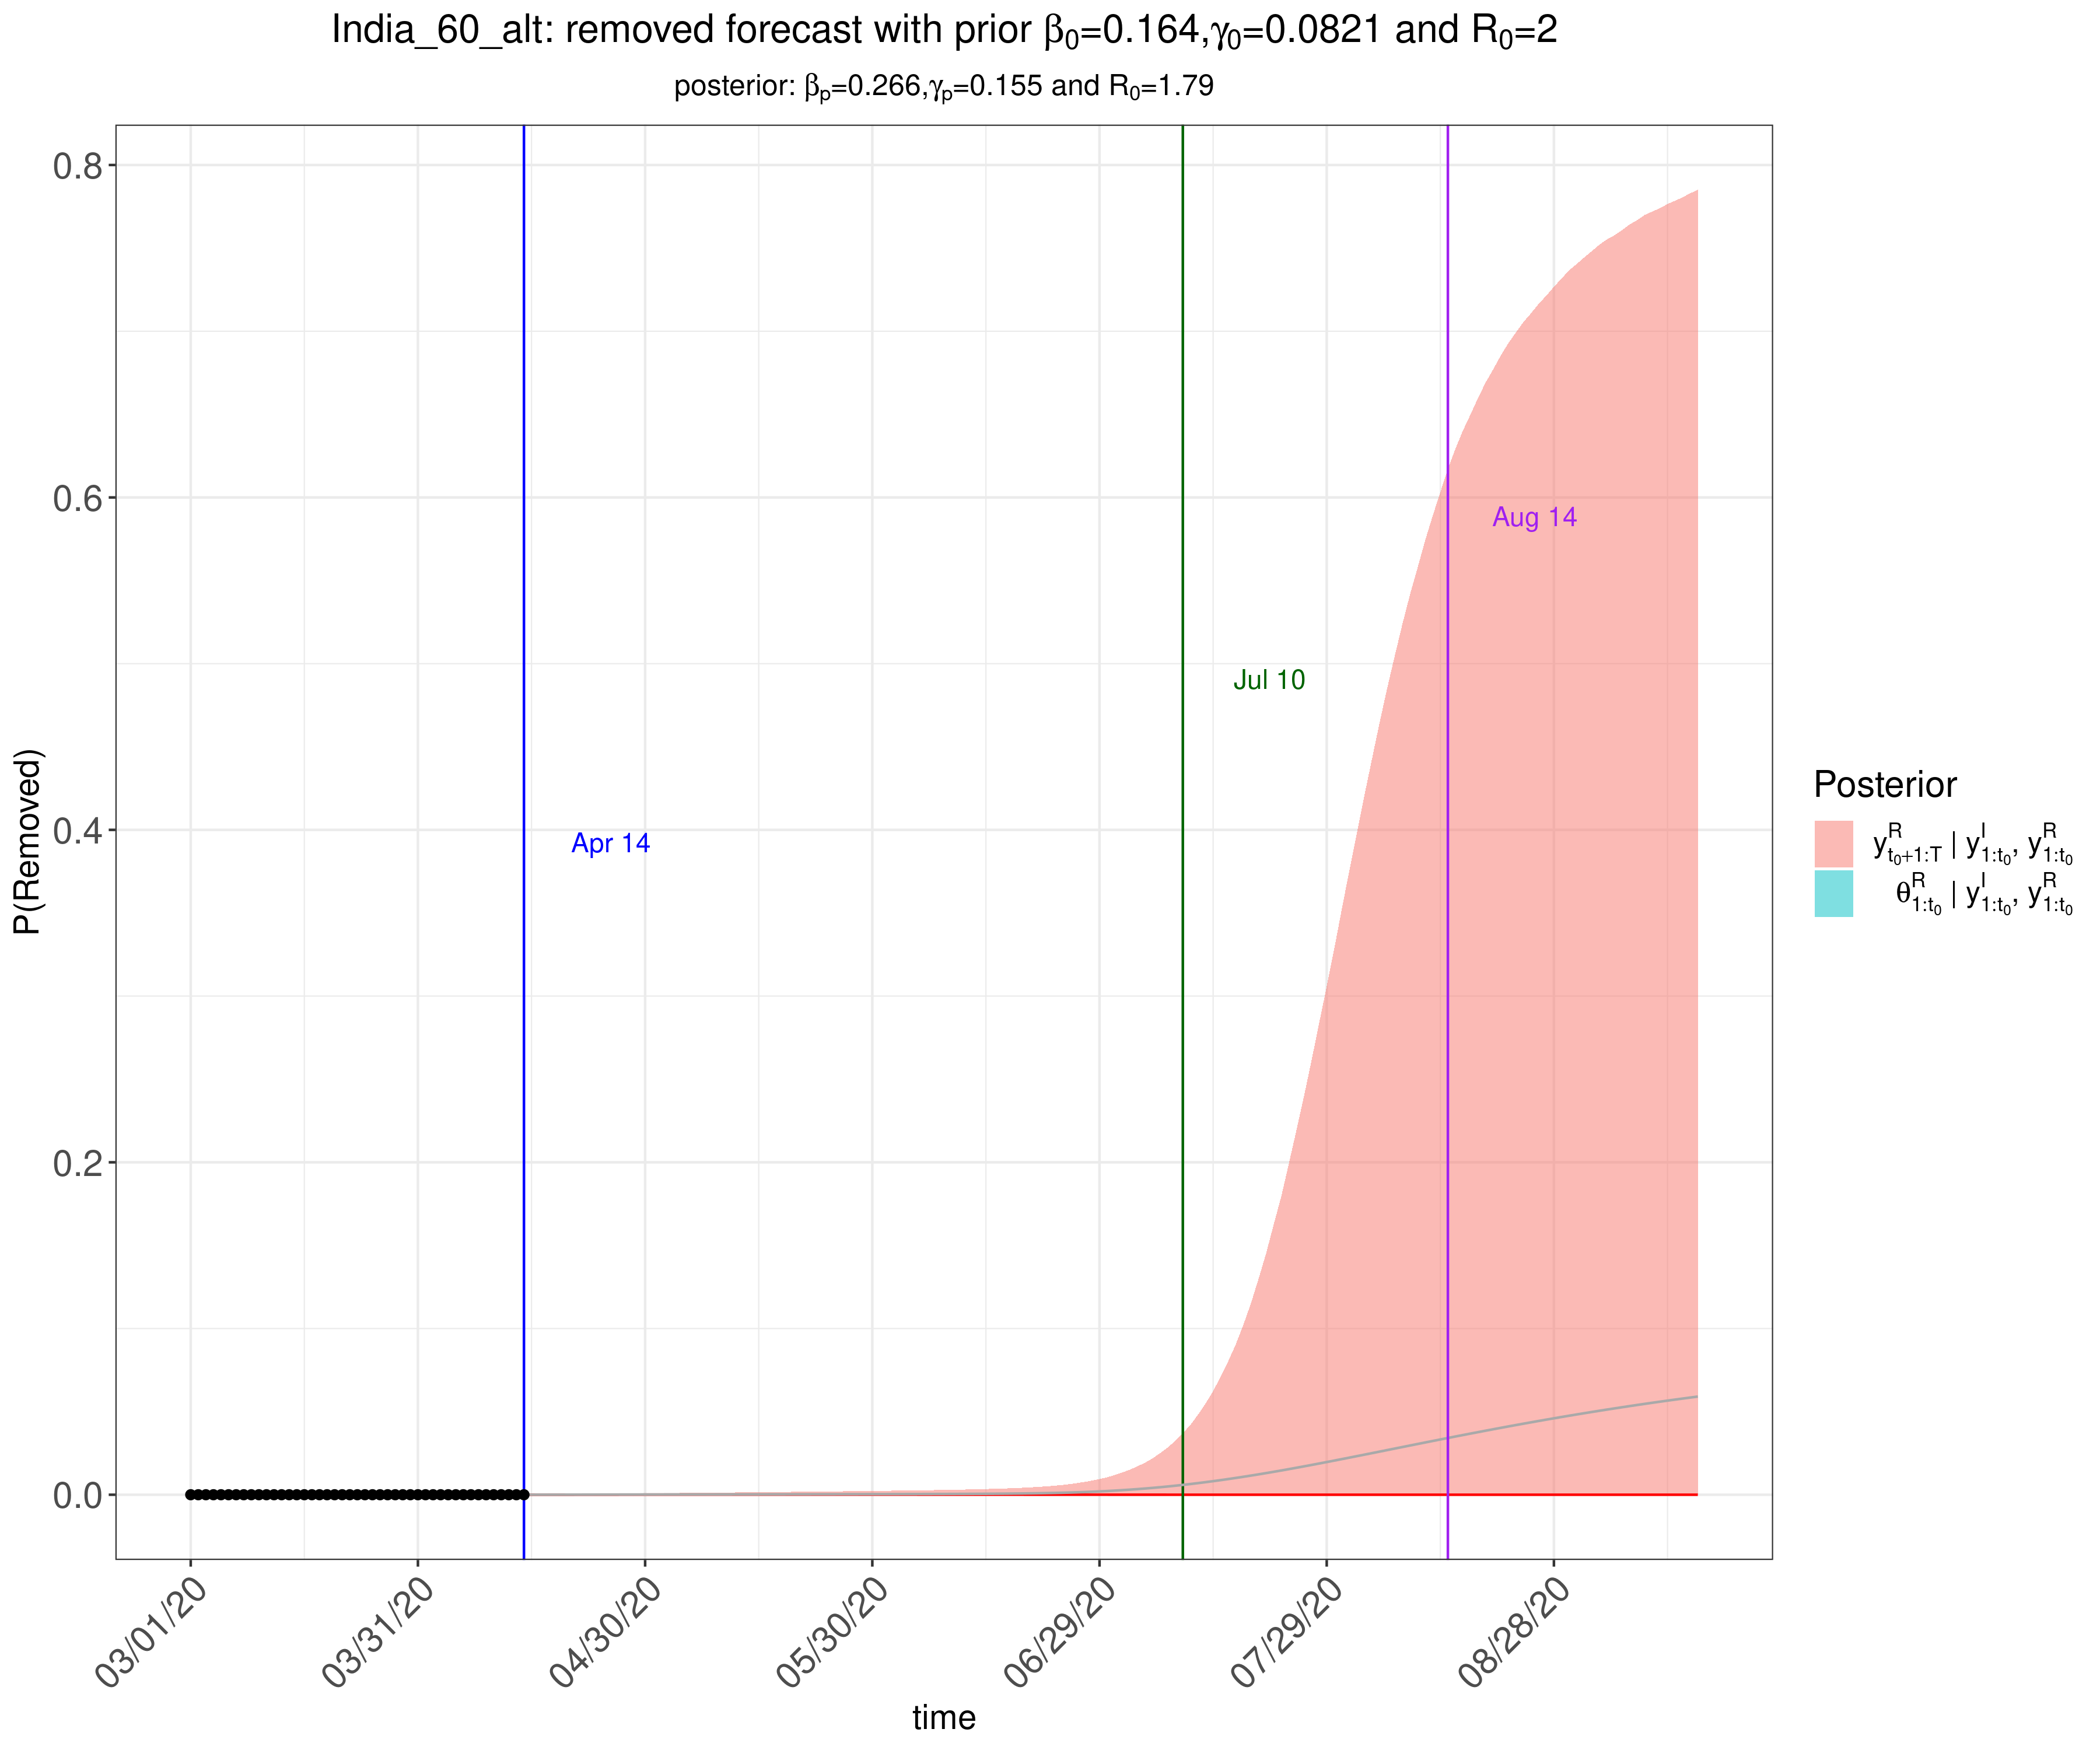 India_60_alt: removed forecast with prior β₀=0.164,γ₀=0.0821 and R₀=2
posterior: βₚ=0.266,γₚ=0.155 and R₀=1.79
0.8
0.6
0.4
0.2
0.0
P(Removed)
Apr 14
Jul 10
Aug 14
03/01/20
03/31/20
04/30/20
05/30/20
06/29/20
07/29/20
08/28/20
time
Posterior
y^R_{t₀+1:T} | y^I_{1:t₀}, y^R_{1:t₀}
θ^R_{1:t₀} | y^I_{1:t₀}, y^R_{1:t₀}